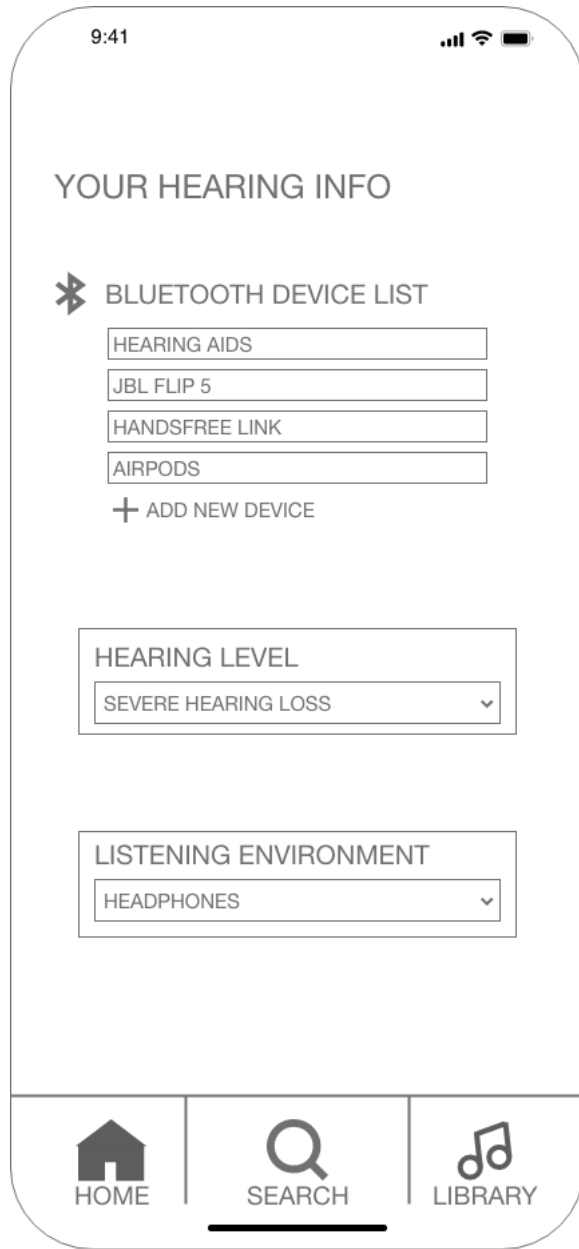 9:41
YOUR HEARING INFO
BLUETOOTH DEVICE LIST
HEARING AIDS
JBL FLIP 5
HANDSFREE LINK
AIRPODS
ADD NEW DEVICE
HEARING LEVEL
SEVERE HEARING LOSS
LISTENING ENVIRONMENT
HEADPHONES
HOME SEARCH LIBRARY